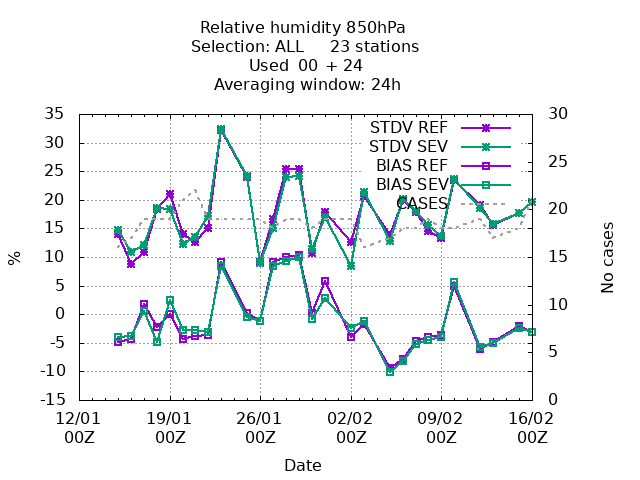 Relative humidity 850hPa
Selection: ALL 23 stations
Used 00 + 24
Averaging window: 24h
35
30
25
20
15
10
5
0
-5
-10
-15
%
STDV REF
STDV SEV
BIAS REF
BIAS SEV
CASES
30
25
20
15
10
5
0
No cases
12/01 19/01 26/01 02/02 09/02 16/02
00Z 00Z 00Z 00Z 00Z 00Z
Date